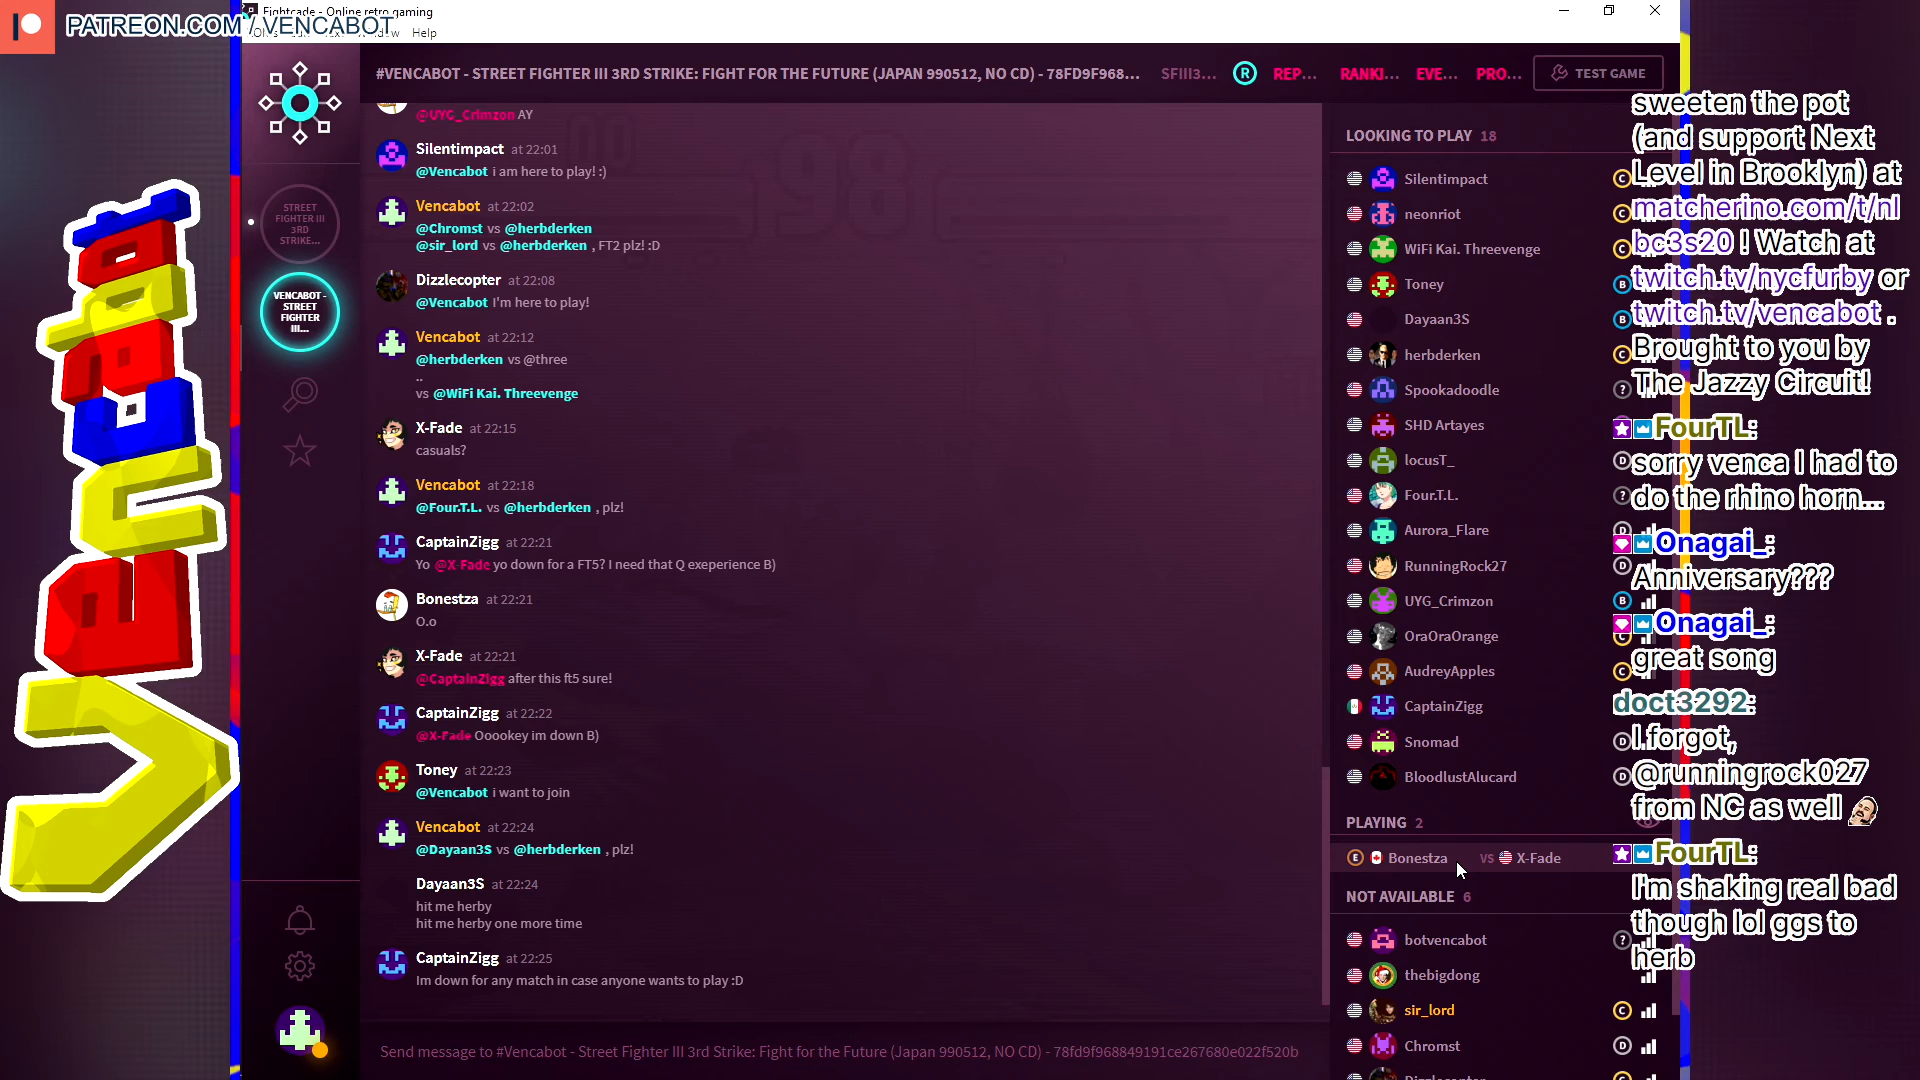 PATREON.COM / VENCABOT
Fightcade - Online retro gaming
Help
Vencabot
STREET
FIGHTER III
3RD
STRIKE...
VENCABOT -
STREET
FIGHTER
III...
#VENCABOT - STREET FIGHTER III 3RD STRIKE: FIGHT FOR THE FUTURE (JAPAN 990512, NO CD) - 78FD9F968...
SFIII3...
R
REP...
RANKI...
EVE...
PRO...
TEST GAME
@UYG_Crimzon AY
Silentimpact at 22:01
@Vencabot i am here to play! :)
Vencabot at 22:02
@Chromst vs @herbderken
@sir_lord vs @herbderken , FT2 plz! :D
Dizzlecopter at 22:08
@Vencabot I'm here to play!
Vencabot at 22:12
@herbderken vs @three
..
vs @WiFi Kai. Threevenge
X-Fade at 22:15
casuals?
Vencabot at 22:18
@Four.T.L. vs @herbderken , plz!
CaptainZigg at 22:21
Yo @X-Fade yo down for a FT5? I need that Q exeperience B)
Bonestza at 22:21
O.o
X-Fade at 22:21
@CaptainZigg after this ft5 sure!
CaptainZigg at 22:22
@X-Fade Ooookey im down B)
Toney at 22:23
@Vencabot i want to join
Vencabot at 22:24
@Dayaan3S vs @herbderken , plz!
Dayaan3S at 22:24
hit me herby
hit me herby one more time
CaptainZigg at 22:25
Im down for any match in case anyone wants to play :D
Send message to #Vencabot - Street Fighter III 3rd Strike: Fight for the Future (Japan 990512, NO CD) - 78fd9f968849191ce267680e022f520b
LOOKING TO PLAY 18
Silentimpact C
neonriot C
WiFi Kai. Threevenge C
Toney B
Dayaan3S B
herbderken C
Spookadoodle ?
SHD Artayes
locusT_ D
Four.T.L. ?
Aurora_Flare D
RunningRock27 D
UYG_Crimzon B
OraOraOrange C
AudreyApples C
CaptainZigg
Snomad D
BloodlustAlucard D
PLAYING 2
E Bonestza VS X-Fade
NOT AVAILABLE 6
botvencabot ?
thebigdong
sir_lord C
Chromst D
Dizzlecopter
sweeten the pot
(and support Next
Level in Brooklyn) at
matcherino.com/t/nl
bc3s20 ! Watch at
twitch.tv/nycfurby or
twitch.tv/vencabot .
Brought to you by
The Jazzy Circuit!
FourTL:
sorry venca I had to
do the rhino horn...
Onagai_:
Anniversary???
Onagai_:
great song
doct3292:
I forgot,
@runningrock027
from NC as well
FourTL:
I'm shaking real bad
though lol ggs to
herb